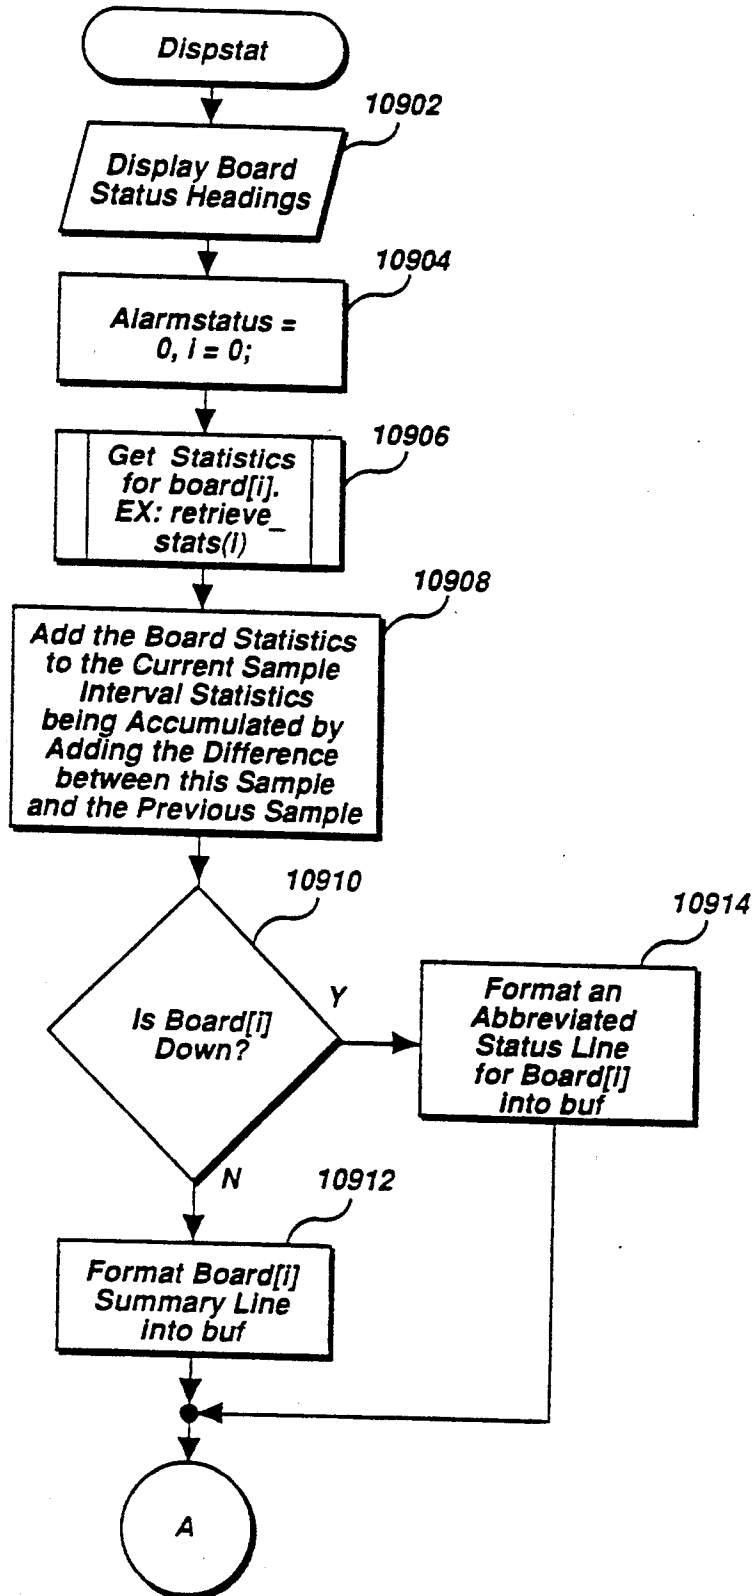 Dispstat
10902
Display Board
Status Headings
10904
Alarmstatus =
0, i = 0;
10906
Get Statistics
for board[i].
EX: retrieve_
stats(i)
10908
Add the Board Statistics
to the Current Sample
Interval Statistics
being Accumulated by
Adding the Difference
between this Sample
and the Previous Sample
10910
Is Board[i]
Down?
Y
10914
Format an
Abbreviated
Status Line
for Board[i]
into buf
N
10912
Format Board[i]
Summary Line
into buf
A